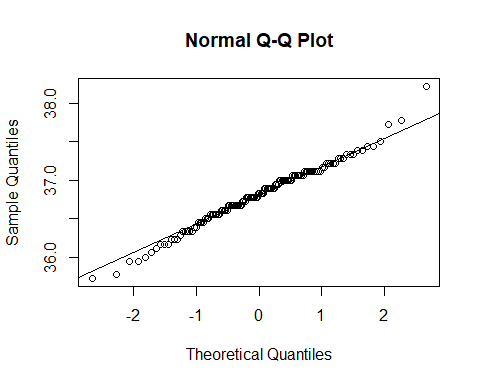 Normal Q-Q Plot
Sample Quantiles
38.0
37.0
36.0
-2 -1 0 1 2
Theoretical Quantiles